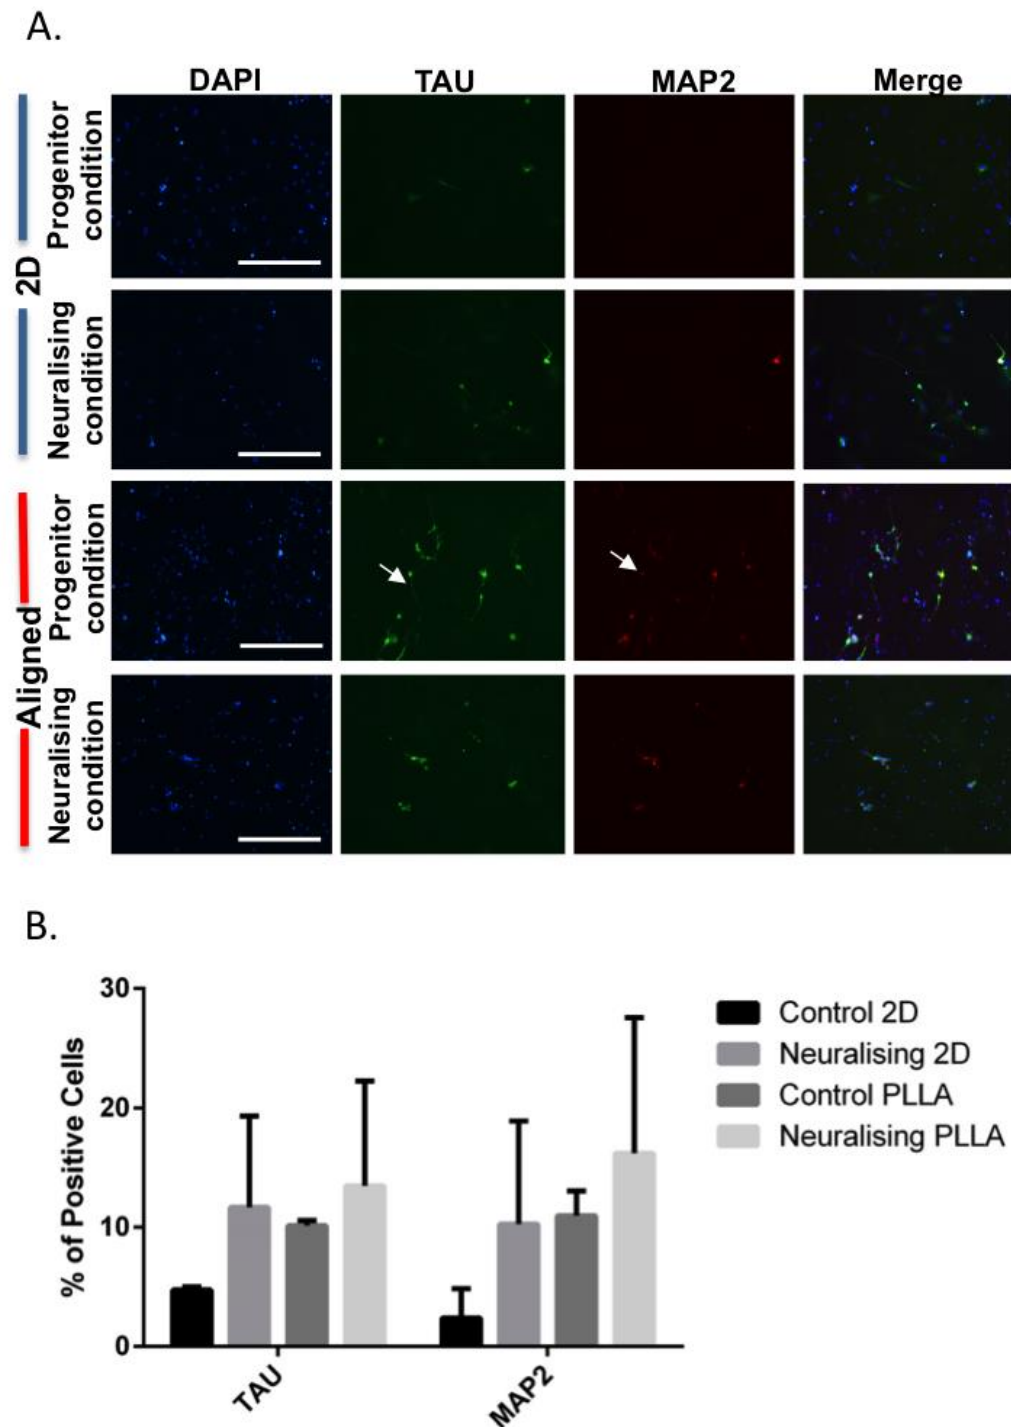 A.
DAPI TAU MAP2 Merge
2D
Progenitor
condition
Neuralising
condition
Aligned
Progenitor
condition
Neuralising
condition
B.
% of Positive Cells
30
20
10
0
TAU
MAP2
Control 2D
Neuralising 2D
Control PLLA
Neuralising PLLA